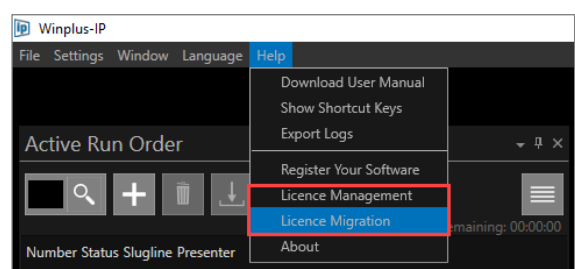 Winplus-IP
File Settings Window Language Help
Download User Manual
Show Shortcut Keys
Export Logs
Active Run Order
Register Your Software
Licence Management
Licence Migration
emaining: 00:00:00
About
Number Status Slugline Presenter